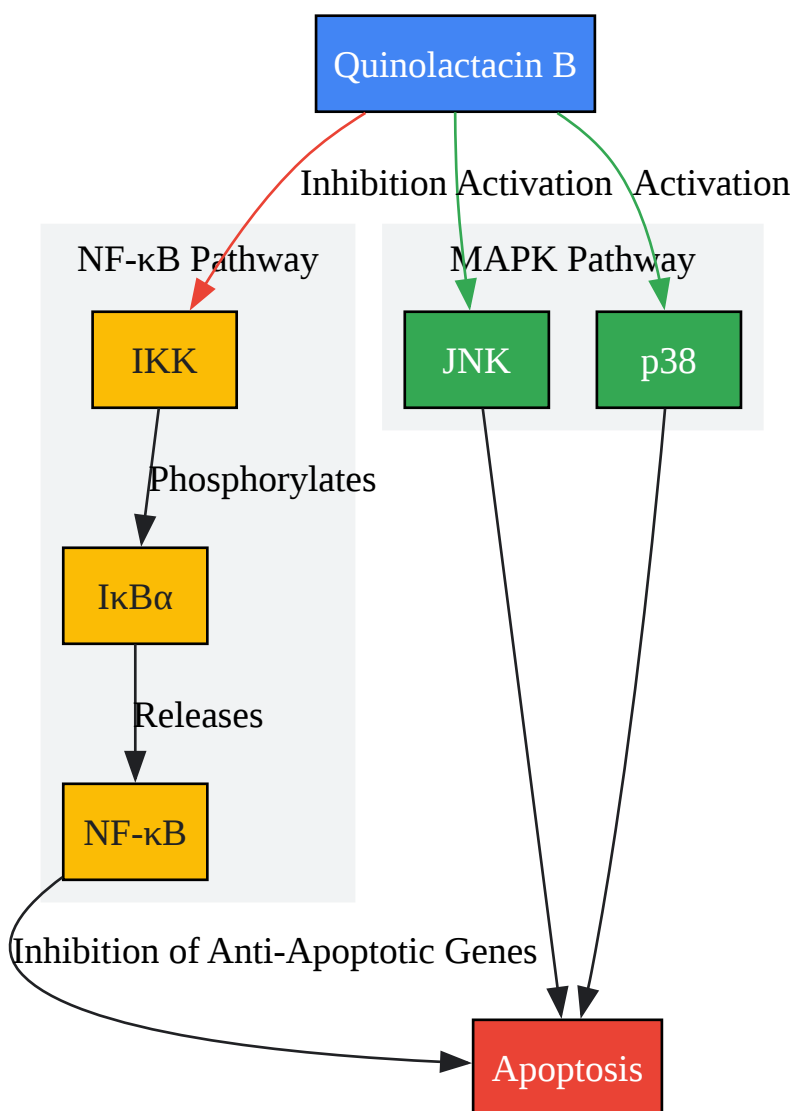 Quinolactacin B
Inhibition
Activation
Activation
NF-κB Pathway
MAPK Pathway
IKK
JNK
p38
Phosphorylates
IκBα
Releases
NF-κB
Inhibition of Anti-Apoptotic Genes
Apoptosis